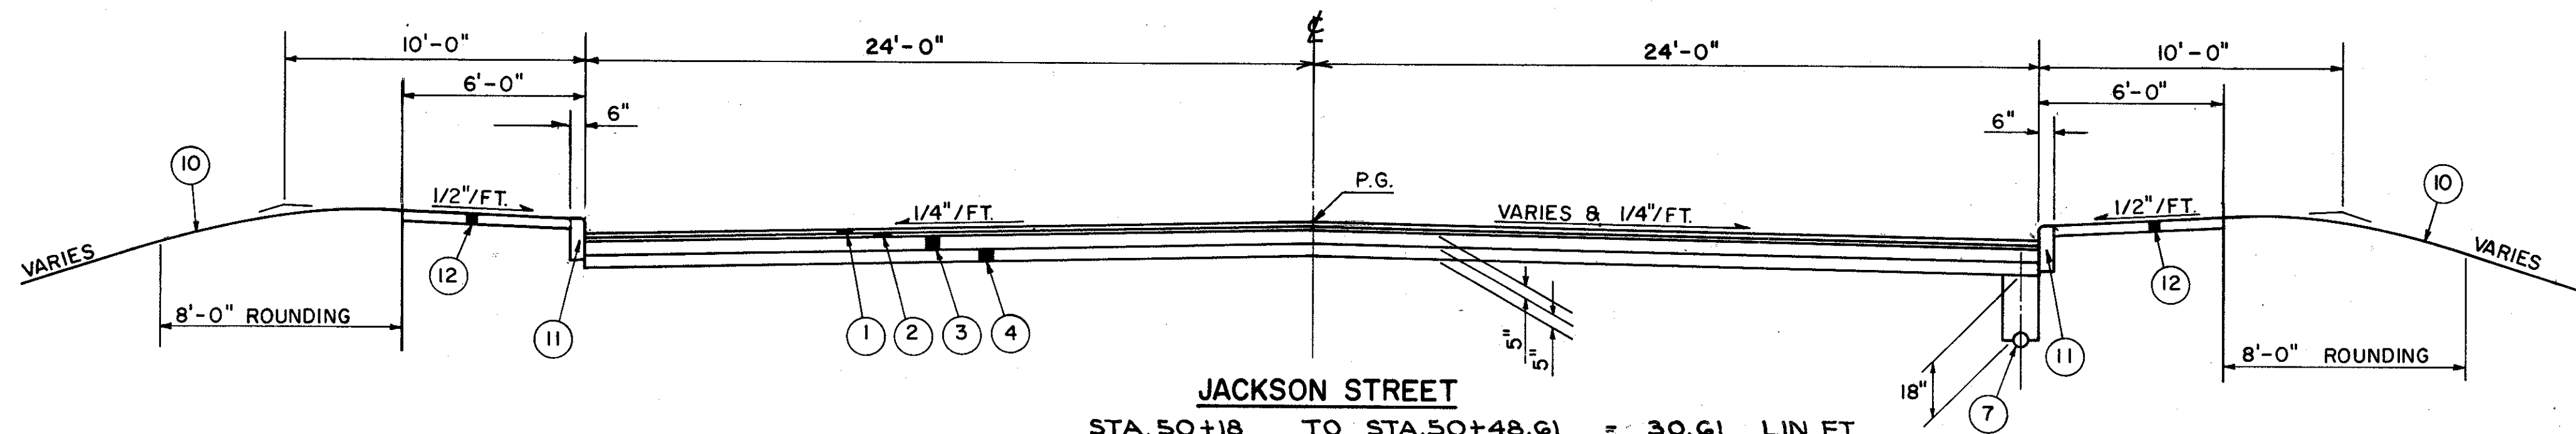 ℄
10'-0" 24'-0" 24'-0" 10'-0"
6'-0" 6'-0"
6" 6"
10 P.G. 10
1/2"/FT. 1/4"/FT. VARIES & 1/4"/FT. 1/2"/FT.
VARIES 12 12 VARIES
8'-0" ROUNDING 11 1 2 3 4 5" 5" 11 8'-0" ROUNDING
18" 7
JACKSON STREET
STA. 50+18 TO STA. 50+48.61 = 30.61 LIN FT